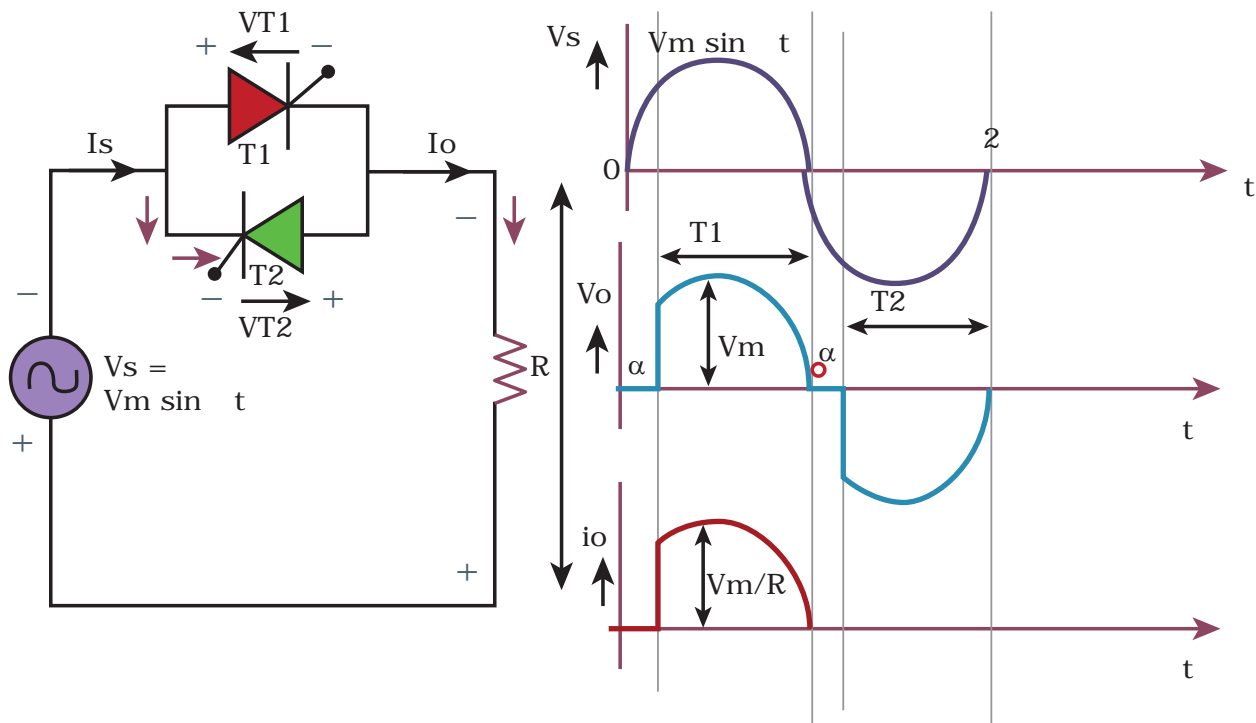 VT1
+ −
T1
Is
Io
−
T2
− +
VT2
−
Vs =
Vm sin t
+
R
+
Vs
Vm sin t
0
2
t
T1
T2
Vo
Vm
α
α
t
io
Vm/R
t